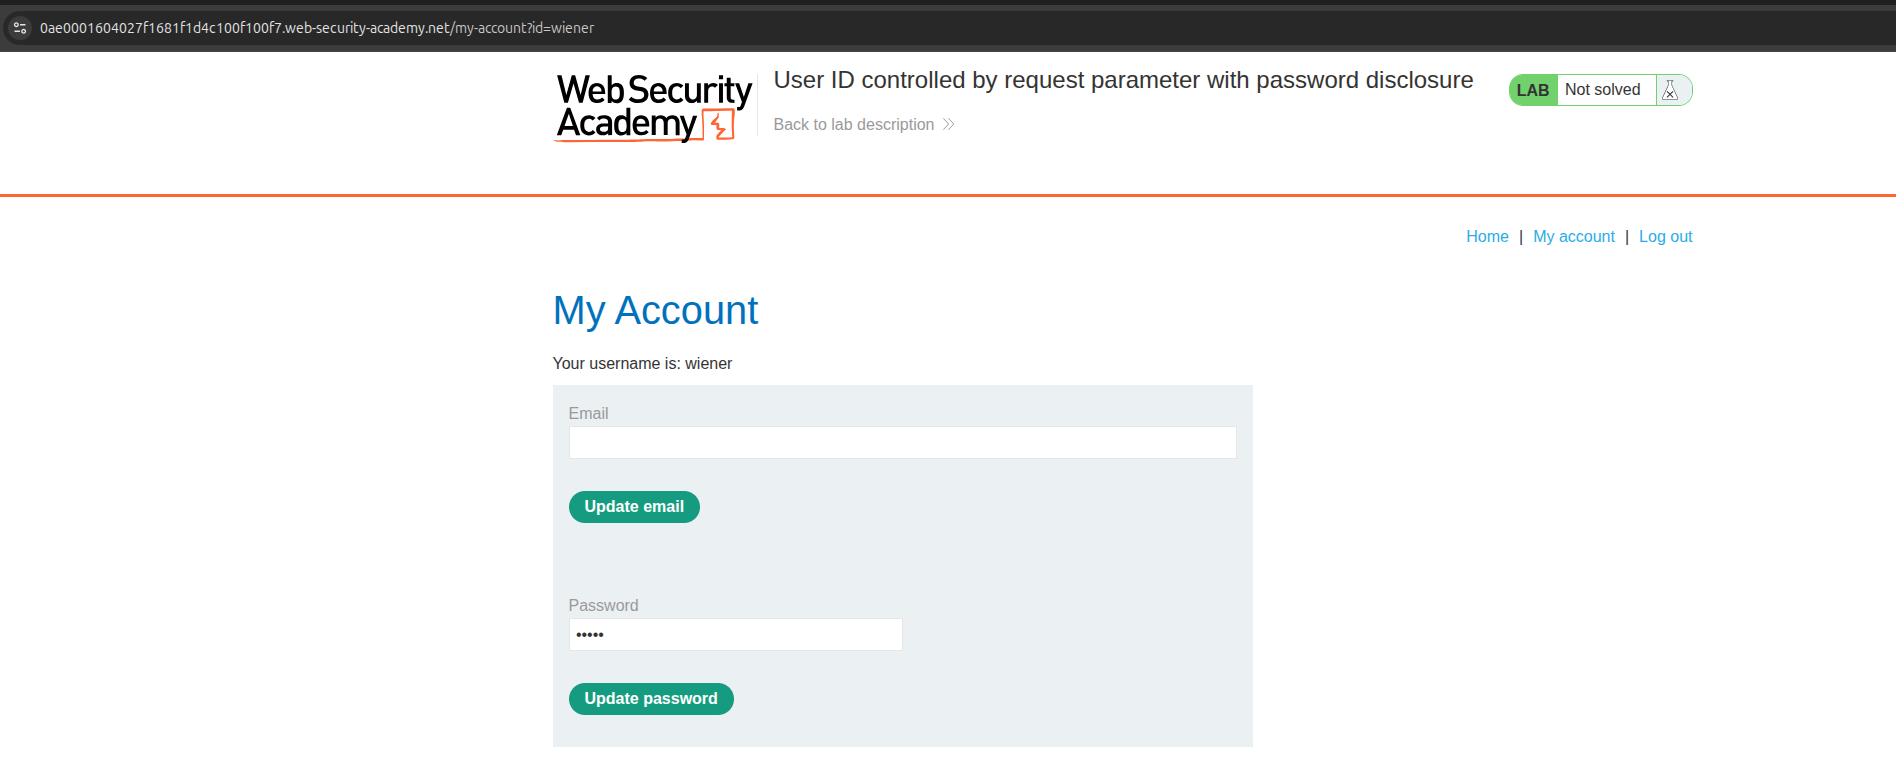 0ae0001604027f1681f1d4c100f100f7.web-security-academy.net/my-account?id=wiener
Web Security
Academy
User ID controlled by request parameter with password disclosure
Back to lab description
LAB Not solved
Home | My account | Log out
My Account
Your username is: wiener
Email
Update email
Password
•••••
Update password